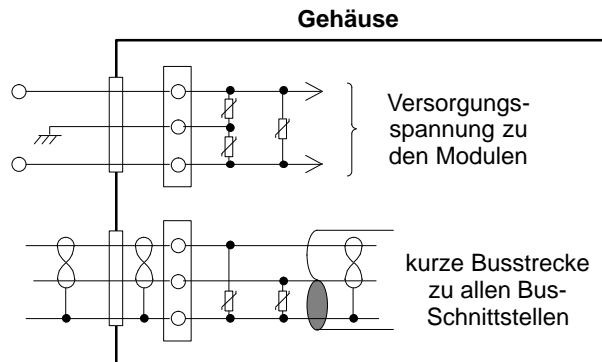 Gehäuse
Versorgungs-
spannung zu
den Modulen
kurze Busstrecke
zu allen Bus-
Schnittstellen